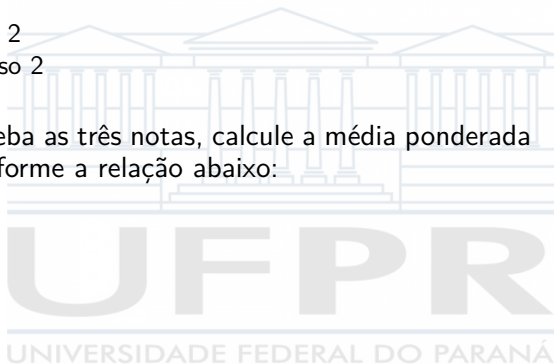 2
so 2
eba as três notas, calcule a média ponderada
forme a relação abaixo:
UFPR
UNIVERSIDADE FEDERAL DO PARANÁ